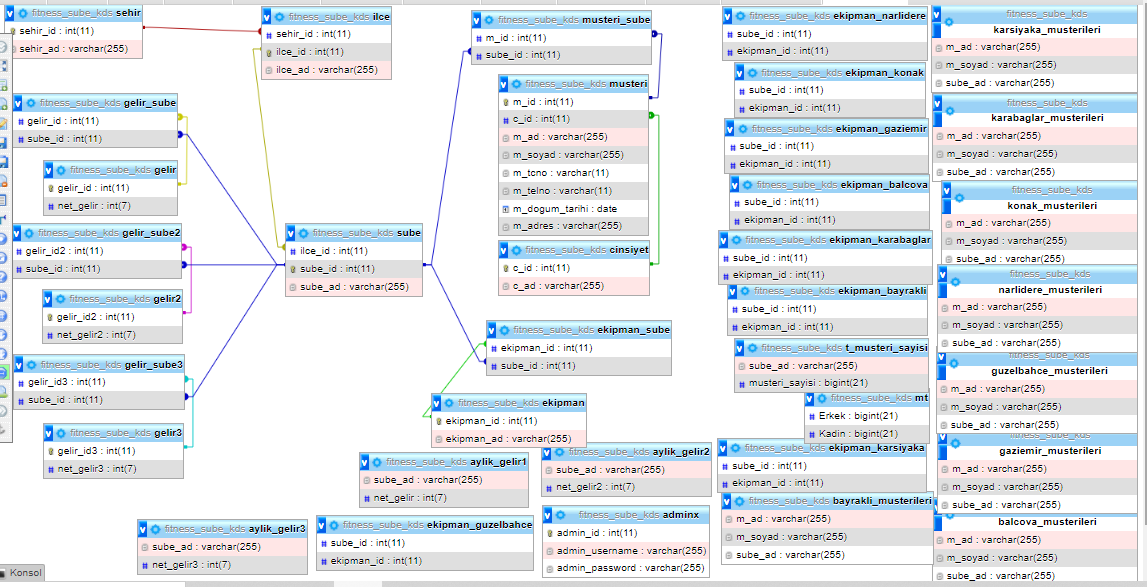 fitness_sube_kds sehir
sehir_id : int(11)
sehir_ad : varchar(255)
fitness_sube_kds ilce
sehir_id : int(11)
ilce_id : int(11)
ilce_ad : varchar(255)
fitness_sube_kds musteri_sube
m_id : int(11)
sube_id : int(11)
fitness_sube_kds musteri
m_id : int(11)
c_id : int(11)
m_ad : varchar(255)
m_soyad : varchar(255)
m_tcno : varchar(11)
m_telno : varchar(11)
m_dogum_tarihi : date
m_adres : varchar(255)
fitness_sube_kds cinsiyet
c_id : int(11)
c_ad : varchar(255)
fitness_sube_kds gelir_sube
gelir_id : int(11)
sube_id : int(11)
fitness_sube_kds gelir
gelir_id : int(11)
net_gelir : int(7)
fitness_sube_kds gelir_sube2
gelir_id2 : int(11)
sube_id : int(11)
fitness_sube_kds gelir2
gelir_id2 : int(11)
net_gelir2 : int(7)
fitness_sube_kds gelir_sube3
gelir_id3 : int(11)
sube_id : int(11)
fitness_sube_kds gelir3
gelir_id3 : int(11)
net_gelir3 : int(7)
fitness_sube_kds sube
ilce_id : int(11)
sube_id : int(11)
sube_ad : varchar(255)
fitness_sube_kds ekipman_sube
ekipman_id : int(11)
sube_id : int(11)
fitness_sube_kds ekipman
ekipman_id : int(11)
ekipman_ad : varchar(255)
fitness_sube_kds aylik_gelir1
sube_ad : varchar(255)
net_gelir : int(7)
fitness_sube_kds aylik_gelir2
sube_ad : varchar(255)
net_gelir2 : int(7)
fitness_sube_kds aylik_gelir3
sube_ad : varchar(255)
net_gelir3 : int(7)
fitness_sube_kds ekipman_guzelbahce
sube_id : int(11)
ekipman_id : int(11)
fitness_sube_kds adminx
admin_id : int(11)
admin_username : varchar(255)
admin_password : varchar(255)
fitness_sube_kds ekipman_narlidere
sube_id : int(11)
ekipman_id : int(11)
fitness_sube_kds ekipman_konak
sube_id : int(11)
ekipman_id : int(11)
fitness_sube_kds ekipman_gaziemir
sube_id : int(11)
ekipman_id : int(11)
fitness_sube_kds ekipman_balcova
sube_id : int(11)
ekipman_id : int(11)
fitness_sube_kds ekipman_karabaglar
sube_id : int(11)
ekipman_id : int(11)
fitness_sube_kds ekipman_bayrakli
sube_id : int(11)
ekipman_id : int(11)
fitness_sube_kds t_musteri_sayisi
sube_ad : varchar(255)
musteri_sayisi : bigint(21)
fitness_sube_kds mt
Erkek : bigint(21)
Kadin : bigint(21)
fitness_sube_kds ekipman_karsiyaka
sube_id : int(11)
ekipman_id : int(11)
fitness_sube_kds bayrakli_musterileri
m_ad : varchar(255)
m_soyad : varchar(255)
sube_ad : varchar(255)
fitness_sube_kds
karsiyaka_musterileri
m_ad : varchar(255)
m_soyad : varchar(255)
sube_ad : varchar(255)
fitness_sube_kds
karabaglar_musterileri
m_ad : varchar(255)
m_soyad : varchar(255)
sube_ad : varchar(255)
fitness_sube_kds
konak_musterileri
m_ad : varchar(255)
m_soyad : varchar(255)
sube_ad : varchar(255)
fitness_sube_kds
narlidere_musterileri
m_ad : varchar(255)
m_soyad : varchar(255)
sube_ad : varchar(255)
fitness_sube_kds
guzelbahce_musterileri
m_ad : varchar(255)
m_soyad : varchar(255)
sube_ad : varchar(255)
fitness_sube_kds
gaziemir_musterileri
m_ad : varchar(255)
m_soyad : varchar(255)
sube_ad : varchar(255)
balcova_musterileri
m_ad : varchar(255)
m_soyad : varchar(255)
sube_ad : varchar(255)
Konsol